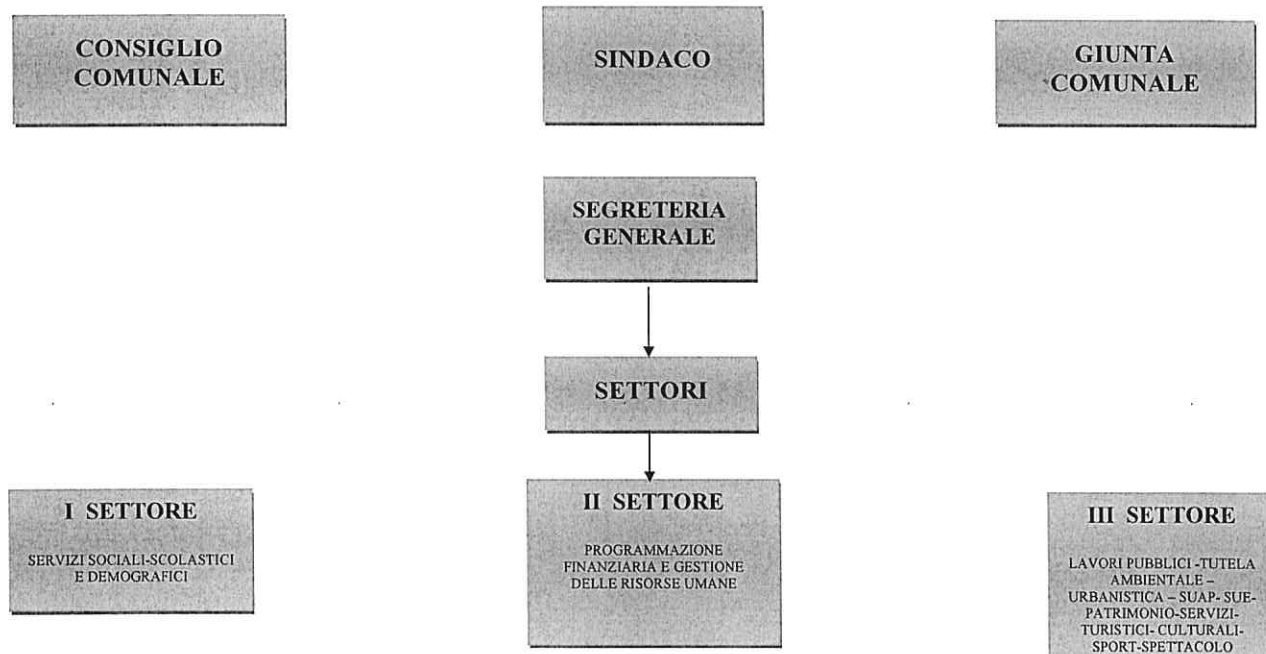 CONSIGLIO
COMUNALE
SINDACO
GIUNTA
COMUNALE
SEGRETERIA
GENERALE
SETTORI
I SETTORE
SERVIZI SOCIALI-SCOLASTICI
E DEMOGRAFICI
II SETTORE
PROGRAMMAZIONE
FINANZIARIA E GESTIONE
DELLE RISORSE UMANE
III SETTORE
LAVORI PUBBLICI -TUTELA
AMBIENTALE –
URBANISTICA – SUAP- SUE-
PATRIMONIO-SERVIZI-
TURISTICI- CULTURALI-
SPORT-SPETTACOLO